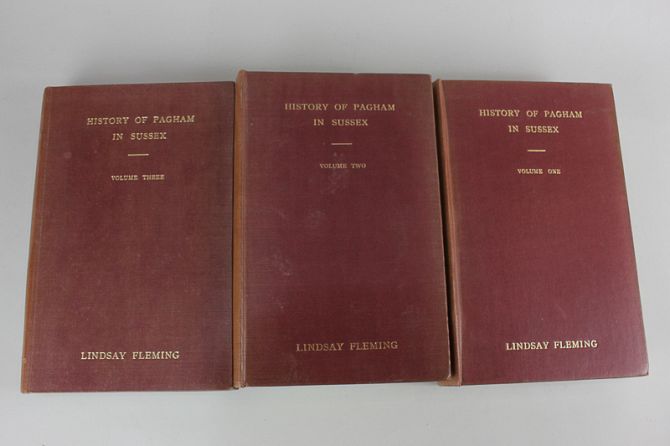 HISTORY OF PAGHAM
IN SUSSEX
VOLUME THREE
LINDSAY FLEMING
HISTORY OF PAGHAM
IN SUSSEX
VOLUME TWO
LINDSAY FLEMING
HISTORY OF PAGHAM
IN SUSSEX
VOLUME ONE
LINDSAY FLEMING